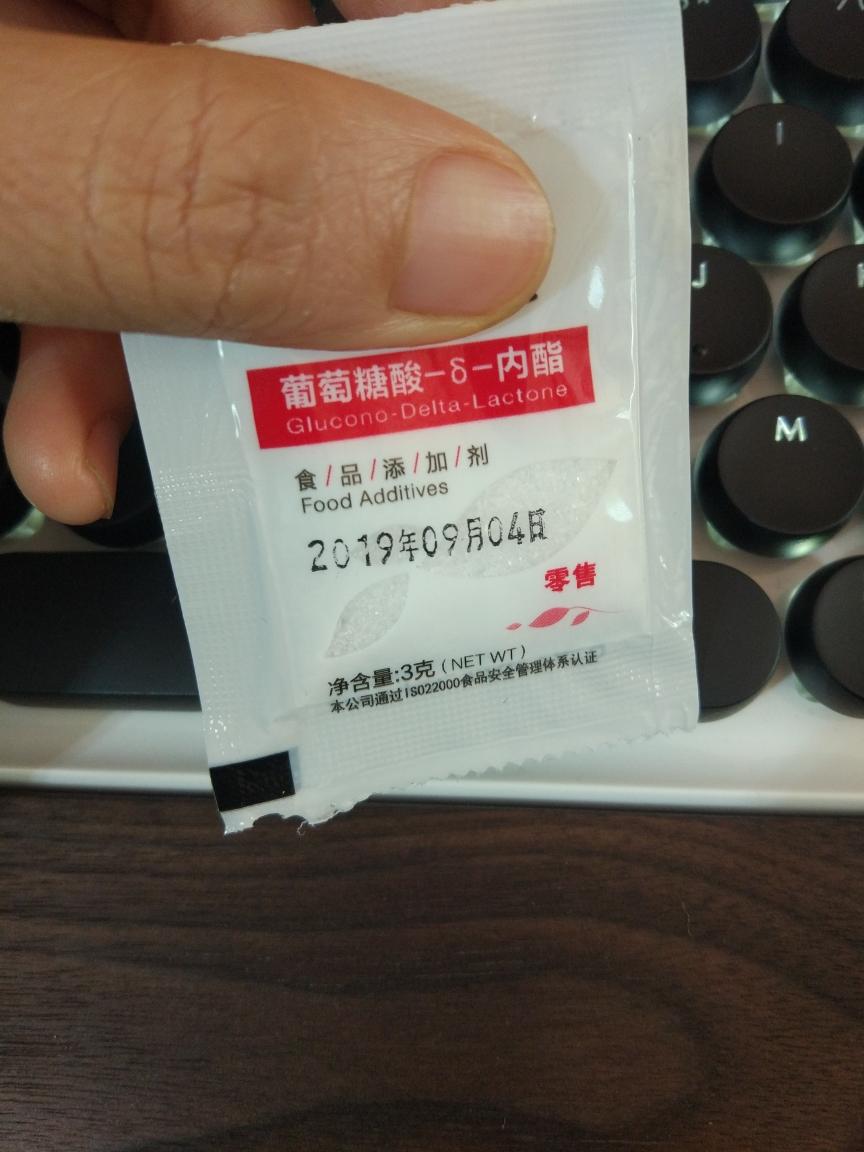 I
J
M
葡萄糖酸-δ-内酯
Glucono-Delta-Lactone
食/品/添/加/剂
Food Additives
2019年09月04日
零售
净含量:3克(NET WT)
本公司通过ISO22000食品安全管理体系认证